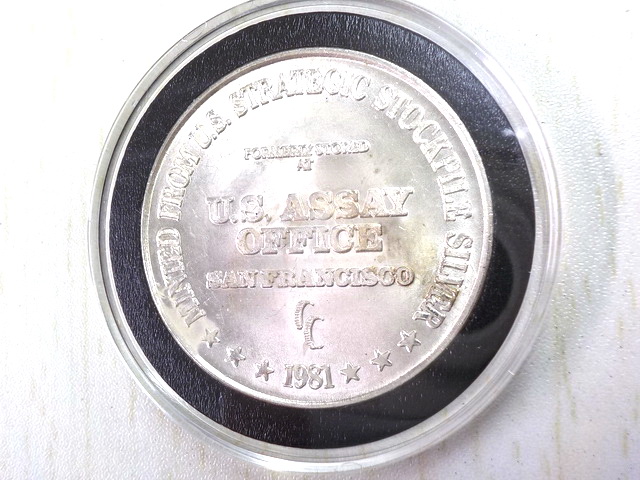 MINTED FROM U.S. STRATEGIC STOCKPILE SILVER
FORMERLY STORED
AT
U.S. ASSAY
OFFICE
SAN FRANCISCO
1981